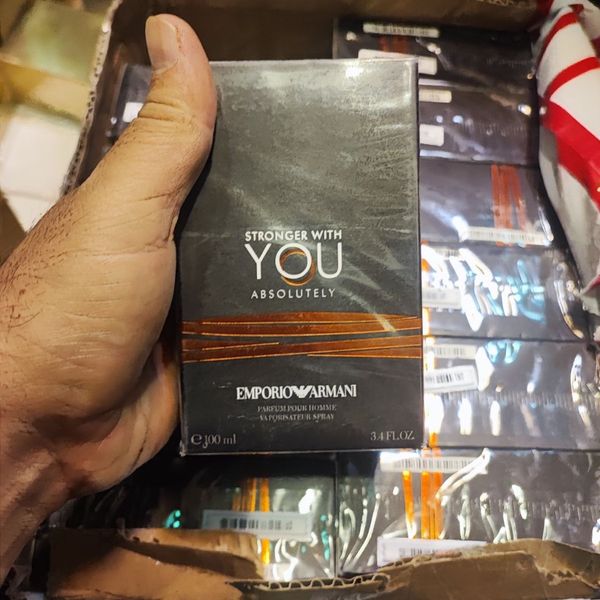 STRONGER WITH
YOU
ABSOLUTELY
EMPORIO ARMANI
PARFUM POUR HOMME
VAPORISATEUR SPRAY
℮ 100 ml 3.4 FL.OZ.